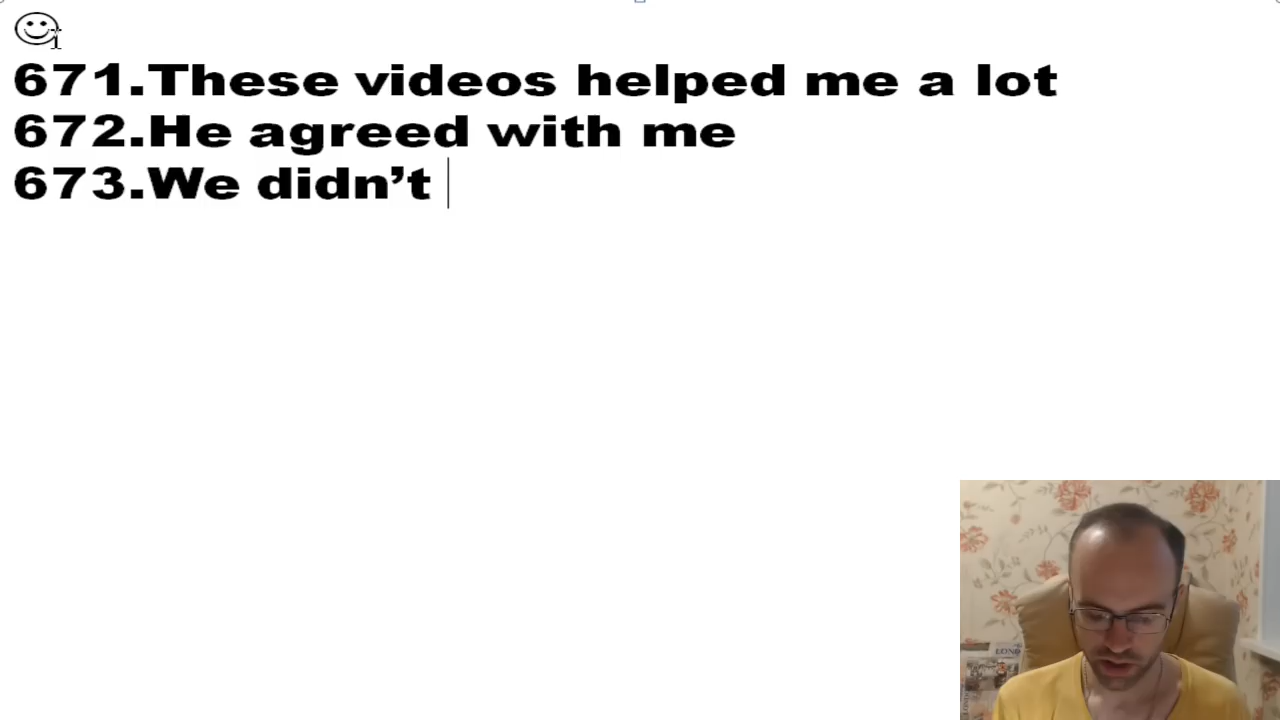 671.These videos helped me a lot
672.He agreed with me
673.We didn’t